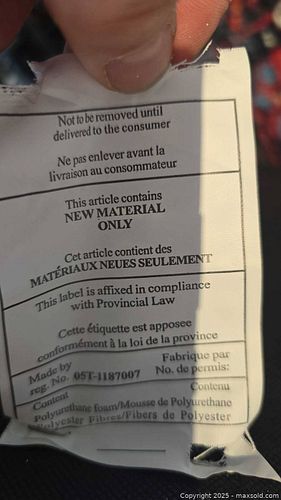 Not to be removed until
delivered to the consumer
Ne pas enlever avant la
livraison au consommateur
This article contains
NEW MATERIAL
ONLY
Cet article contient des
MATÉRIAUX NEUES SEULEMENT
This label is affixed in compliance
with Provincial Law
Cette étiquette est apposee
conformément à la loi de la province
Made by Fabrique par
reg. No. 05T-1187007 No. de permis:
Content Contenu
Polyurethane foam/Mousse de Polyurethane
Polyester Fibres/Fibers de Polyester
Copyright 2025 - maxsold.com